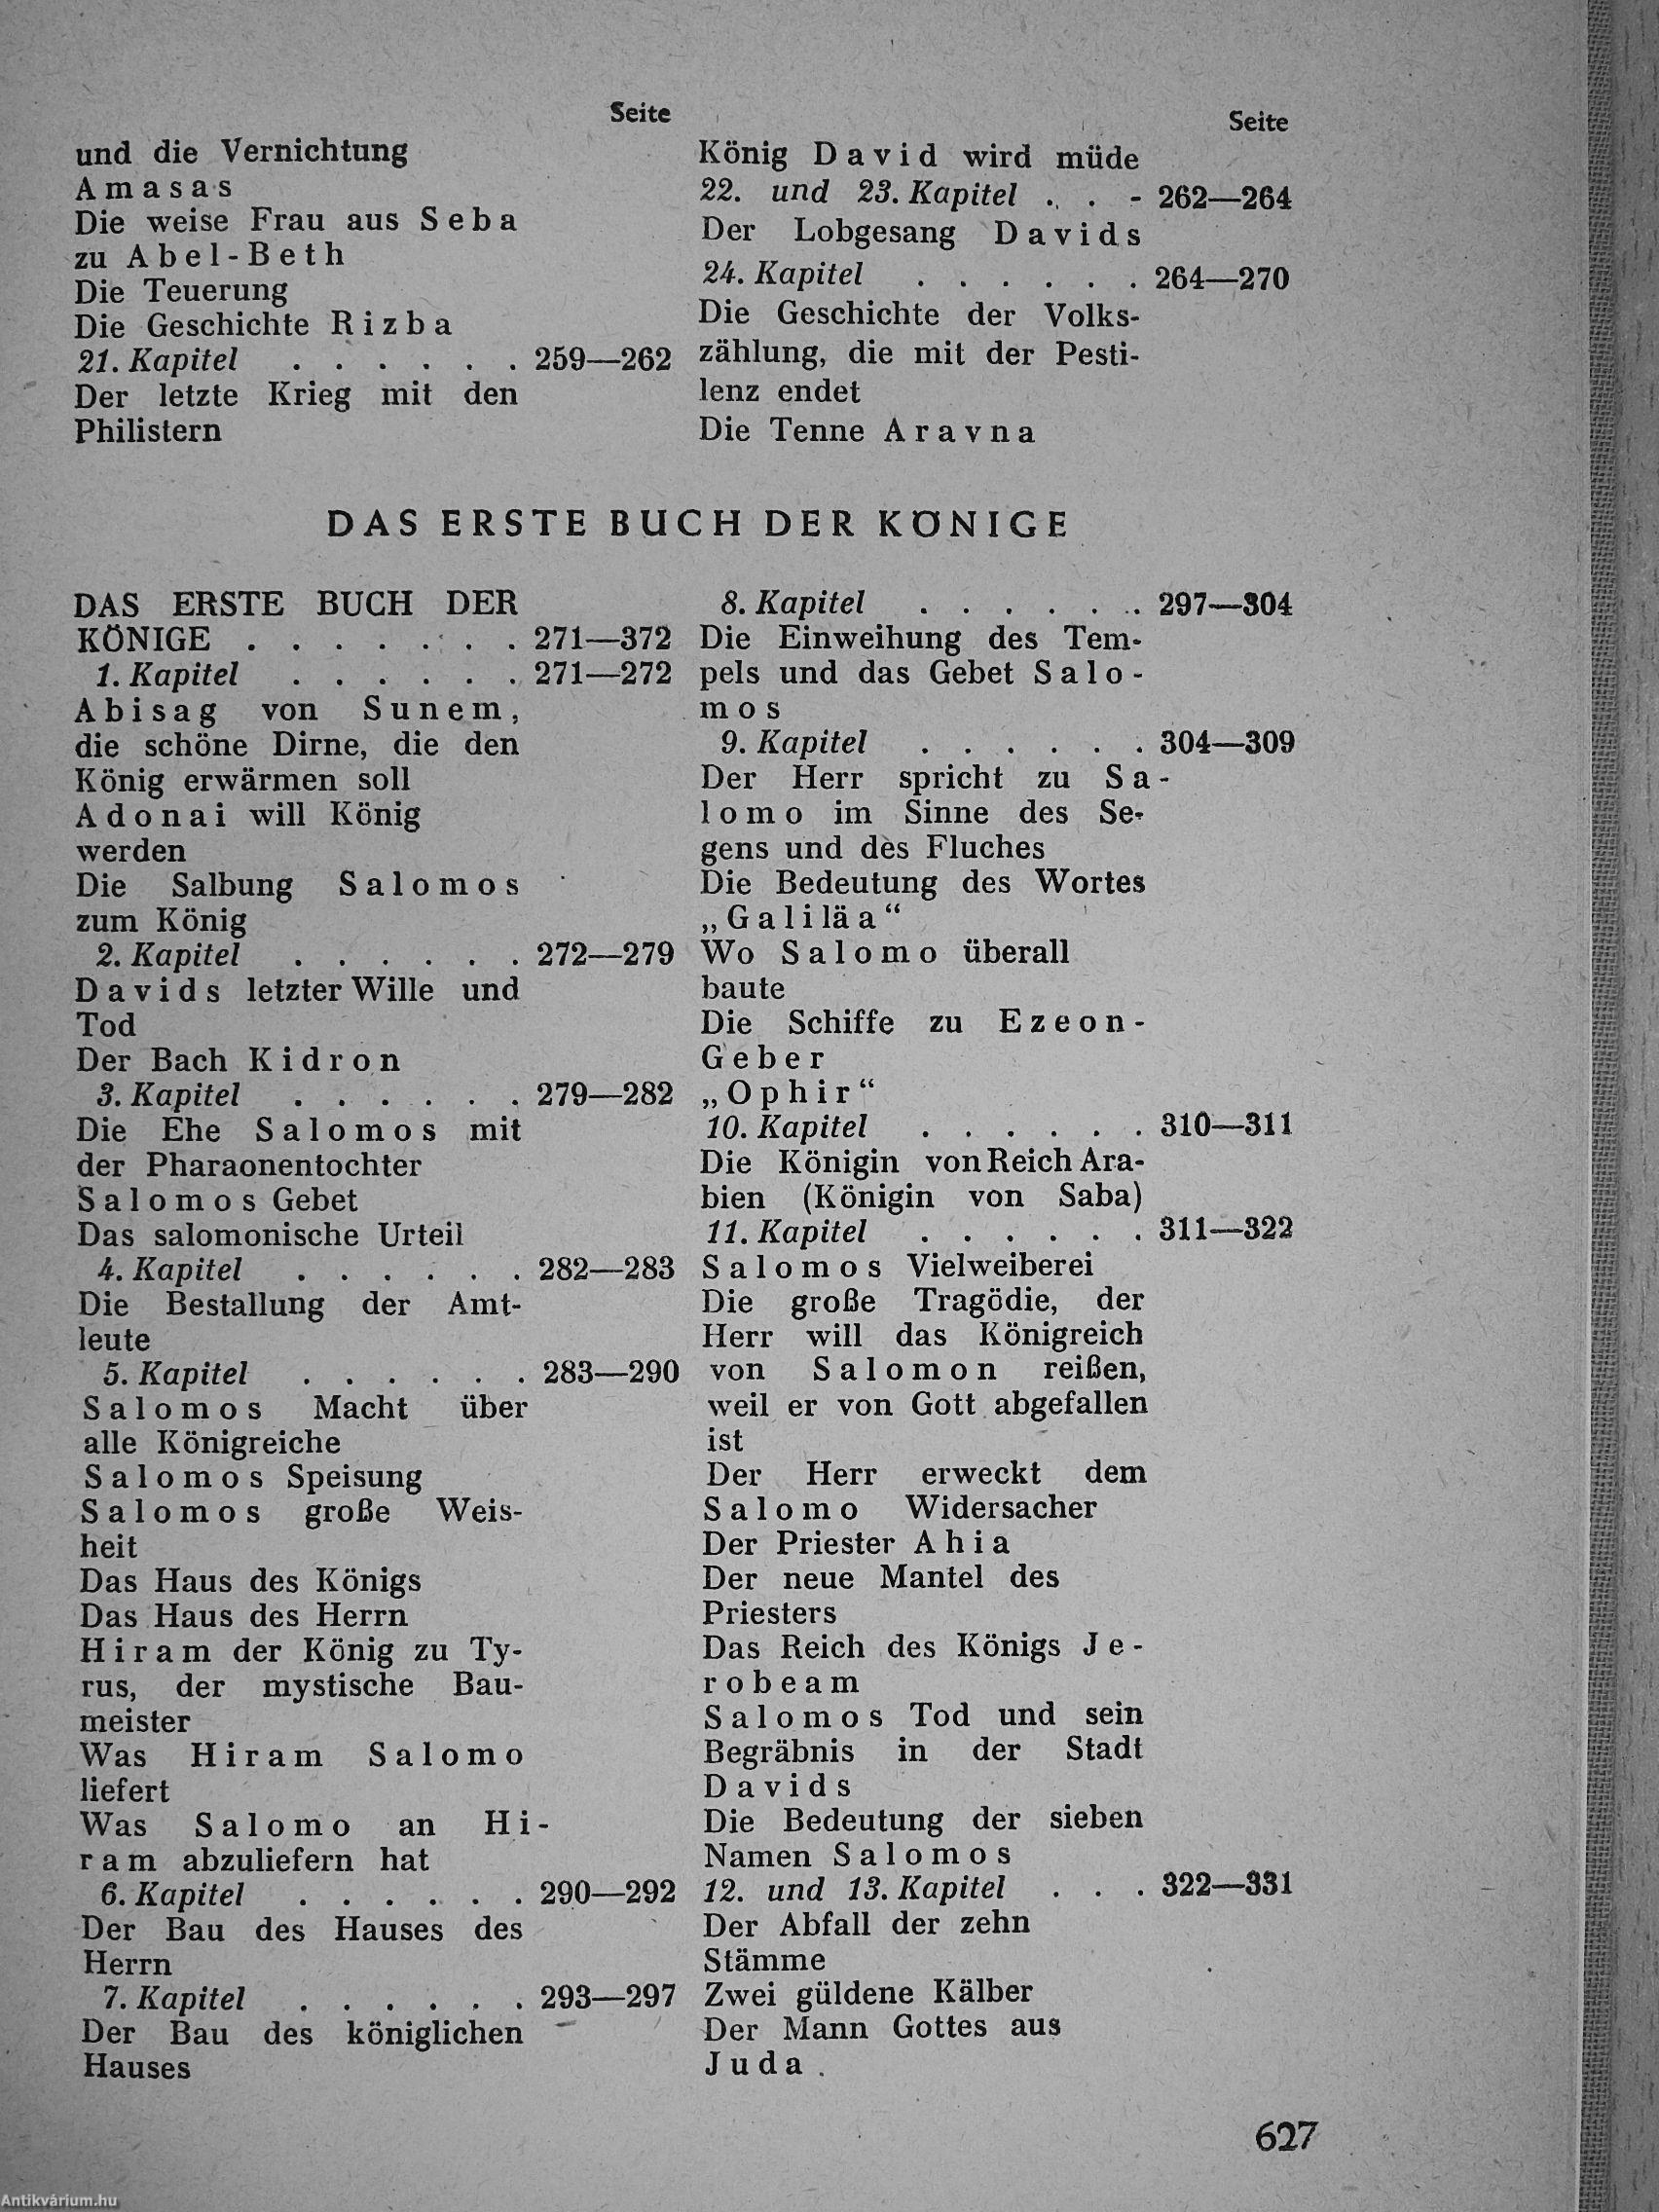 Seite
und die Vernichtung
Amasas
Die weise Frau aus Seba
zu Abel-Beth
Die Teuerung
Die Geschichte Rizba
21. Kapitel . . . . . . 259—262
Der letzte Krieg mit den
Philistern
Seite
König David wird müde
22. und 23. Kapitel . . - 262—264
Der Lobgesang Davids
24. Kapitel . . . . . . 264—270
Die Geschichte der Volks-
zählung, die mit der Pesti-
lenz endet
Die Tenne Aravna
DAS ERSTE BUCH DER KÖNIGE
DAS ERSTE BUCH DER
KÖNIGE . . . . . . . 271—372
1. Kapitel . . . . . . 271—272
Abisag von Sunem,
die schöne Dirne, die den
König erwärmen soll
Adonai will König
werden
Die Salbung Salomos
zum König
2. Kapitel . . . . . . 272—279
Davids letzter Wille und
Tod
Der Bach Kidron
3. Kapitel . . . . . . 279—282
Die Ehe Salomos mit
der Pharaonentochter
Salomos Gebet
Das salomonische Urteil
4. Kapitel . . . . . . 282—283
Die Bestallung der Amt-
leute
5. Kapitel . . . . . . 283—290
Salomos Macht über
alle Königreiche
Salomos Speisung
Salomos große Weis-
heit
Das Haus des Königs
Das Haus des Herrn
Hiram der König zu Ty-
rus, der mystische Bau-
meister
Was Hiram Salomo
liefert
Was Salomo an Hi-
ram abzuliefern hat
6. Kapitel . . . . . . 290—292
Der Bau des Hauses des
Herrn
7. Kapitel . . . . . . 293—297
Der Bau des königlichen
Hauses
8. Kapitel . . . . . . 297—304
Die Einweihung des Tem-
pels und das Gebet Salo-
mos
9. Kapitel . . . . . . 304—309
Der Herr spricht zu Sa-
lomo im Sinne des Se-
gens und des Fluches
Die Bedeutung des Wortes
„Galiläa“
Wo Salomo überall
baute
Die Schiffe zu Ezeon-
Geber
„Ophir“
10. Kapitel . . . . . . 310—311
Die Königin von Reich Ara-
bien (Königin von Saba)
11. Kapitel . . . . . . 311—322
Salomos Vielweiberei
Die große Tragödie, der
Herr will das Königreich
von Salomon reißen,
weil er von Gott abgefallen
ist
Der Herr erweckt dem
Salomo Widersacher
Der Priester Ahia
Der neue Mantel des
Priesters
Das Reich des Königs Je-
robeam
Salomos Tod und sein
Begräbnis in der Stadt
Davids
Die Bedeutung der sieben
Namen Salomos
12. und 13. Kapitel . . . 322—331
Der Abfall der zehn
Stämme
Zwei güldene Kälber
Der Mann Gottes aus
Juda.
627
Antikvárium.hu